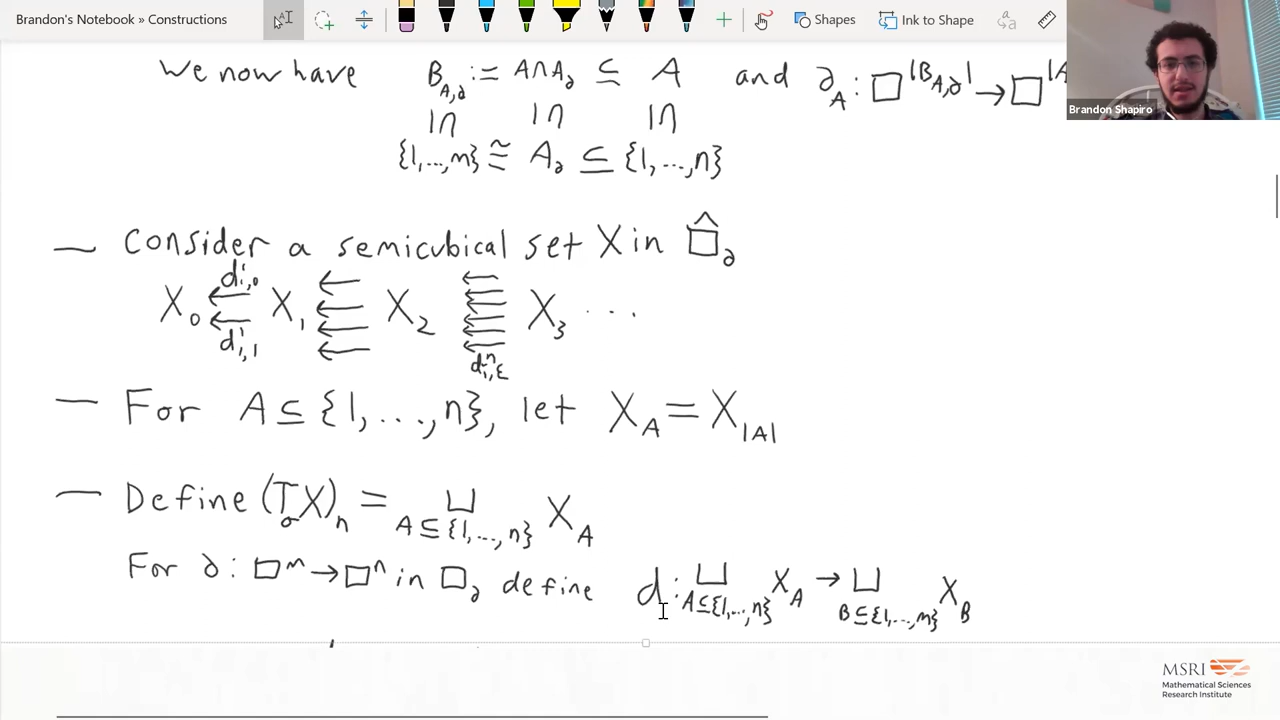 Brandon's Notebook » Constructions
Shapes
Ink to Shape
We now have B_{A,∂} := A∩A_∂ ⊆ A and ∂_A : □^{|B_{A,∂}|} → □^{|A
|∩ |∩ |∩
{1,...,m} ≅ A_∂ ⊆ {1,...,n}
Brandon Shapiro
— Consider a semicubical set X in □̂_∂
d^1_{1,0}
X_0 ⇐ X_1 ← X_2 ← X_3 ...
d^1_{1,1}
d^n_{i,ε}
— For A ⊆ {1,...,n}, let X_A = X_{|A|}
— Define (T_σX)_n = ⊔_{A⊆{1,...,n}} X_A
For ∂ : □^m → □^n in □_∂ define d : ⊔_{A⊆{1,...,n}} X_A → ⊔_{B⊆{1,...,m}} X_B
MSRI
Mathematical Sciences
Research Institute